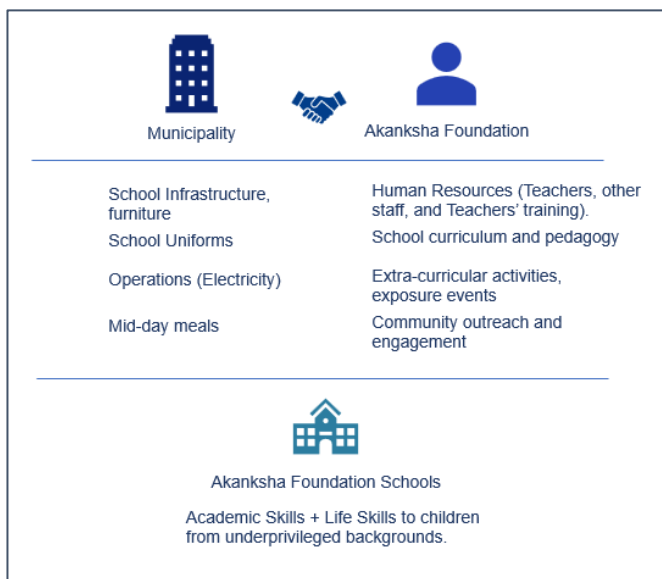 Municipality
Akanksha Foundation
School Infrastructure,
furniture
Human Resources (Teachers, other
staff, and Teachers' training).
School Uniforms
School curriculum and pedagogy
Operations (Electricity)
Extra-curricular activities,
exposure events
Mid-day meals
Community outreach and
engagement
Akanksha Foundation Schools
Academic Skills + Life Skills to children
from underprivileged backgrounds.